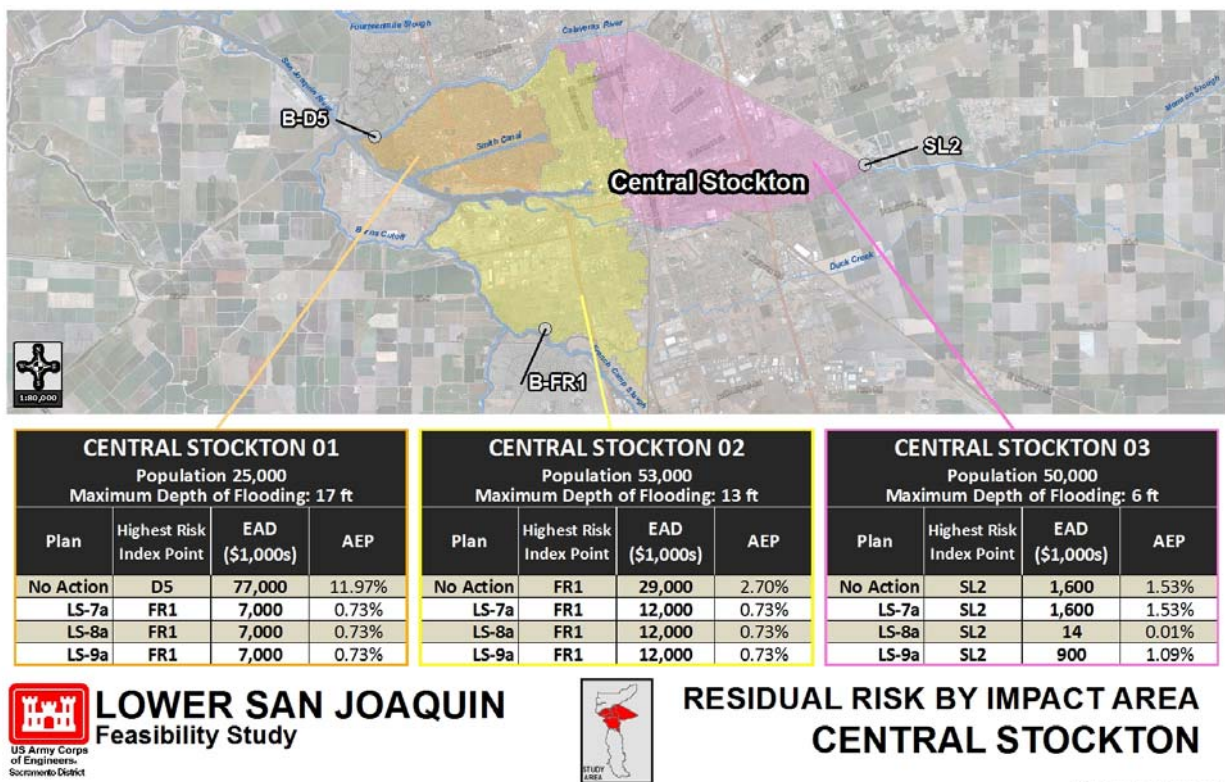 Fourteenmile Slough
Calaveras River
San Joaquin River
B-D5
Smith Canal
Mormon Slough
SL2
Central Stockton
Burns Cutoff
Duck Creek
B-FR1
1:80,000
CENTRAL STOCKTON 01
Population 25,000
Maximum Depth of Flooding: 17 ft
Plan Highest Risk Index Point EAD ($1,000s) AEP
No Action D5 77,000 11.97%
LS-7a FR1 7,000 0.73%
LS-8a FR1 7,000 0.73%
LS-9a FR1 7,000 0.73%
CENTRAL STOCKTON 02
Population 53,000
Maximum Depth of Flooding: 13 ft
Plan Highest Risk Index Point EAD ($1,000s) AEP
No Action FR1 29,000 2.70%
LS-7a FR1 12,000 0.73%
LS-8a FR1 12,000 0.73%
LS-9a FR1 12,000 0.73%
CENTRAL STOCKTON 03
Population 50,000
Maximum Depth of Flooding: 6 ft
Plan Highest Risk Index Point EAD ($1,000s) AEP
No Action SL2 1,600 1.53%
LS-7a SL2 1,600 1.53%
LS-8a SL2 14 0.01%
LS-9a SL2 900 1.09%
US Army Corps
of Engineers.
Sacramento District
LOWER SAN JOAQUIN
Feasibility Study
STUDY
AREA
RESIDUAL RISK BY IMPACT AREA
CENTRAL STOCKTON